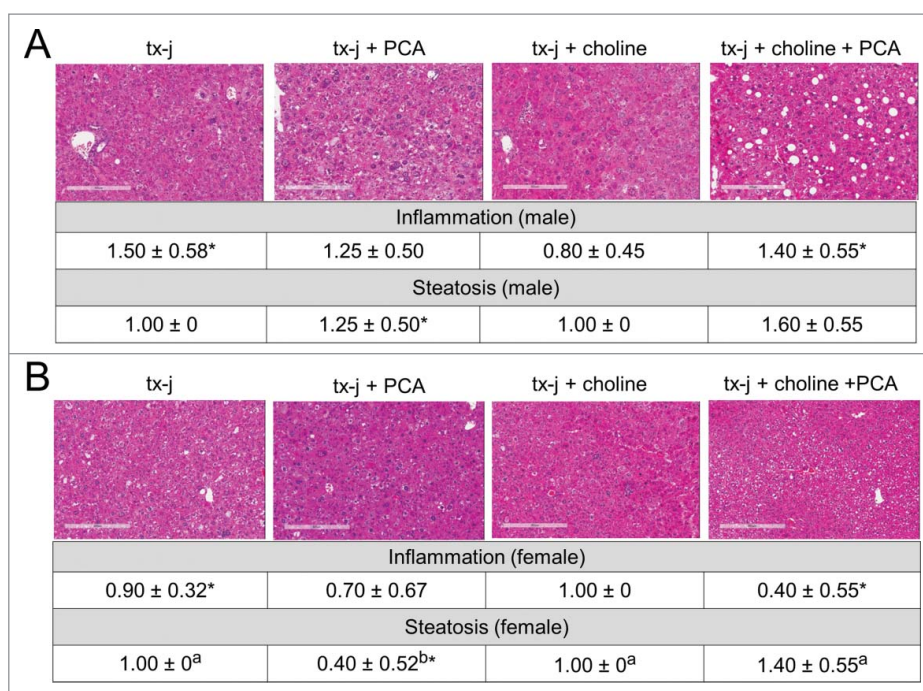 A
tx-j tx-j + PCA tx-j + choline tx-j + choline + PCA
Inflammation (male)
1.50 ± 0.58* 1.25 ± 0.50 0.80 ± 0.45 1.40 ± 0.55*
Steatosis (male)
1.00 ± 0 1.25 ± 0.50* 1.00 ± 0 1.60 ± 0.55
B
tx-j tx-j + PCA tx-j + choline tx-j + choline +PCA
Inflammation (female)
0.90 ± 0.32* 0.70 ± 0.67 1.00 ± 0 0.40 ± 0.55*
Steatosis (female)
1.00 ± 0ᵃ 0.40 ± 0.52ᵇ* 1.00 ± 0ᵃ 1.40 ± 0.55ᵃ